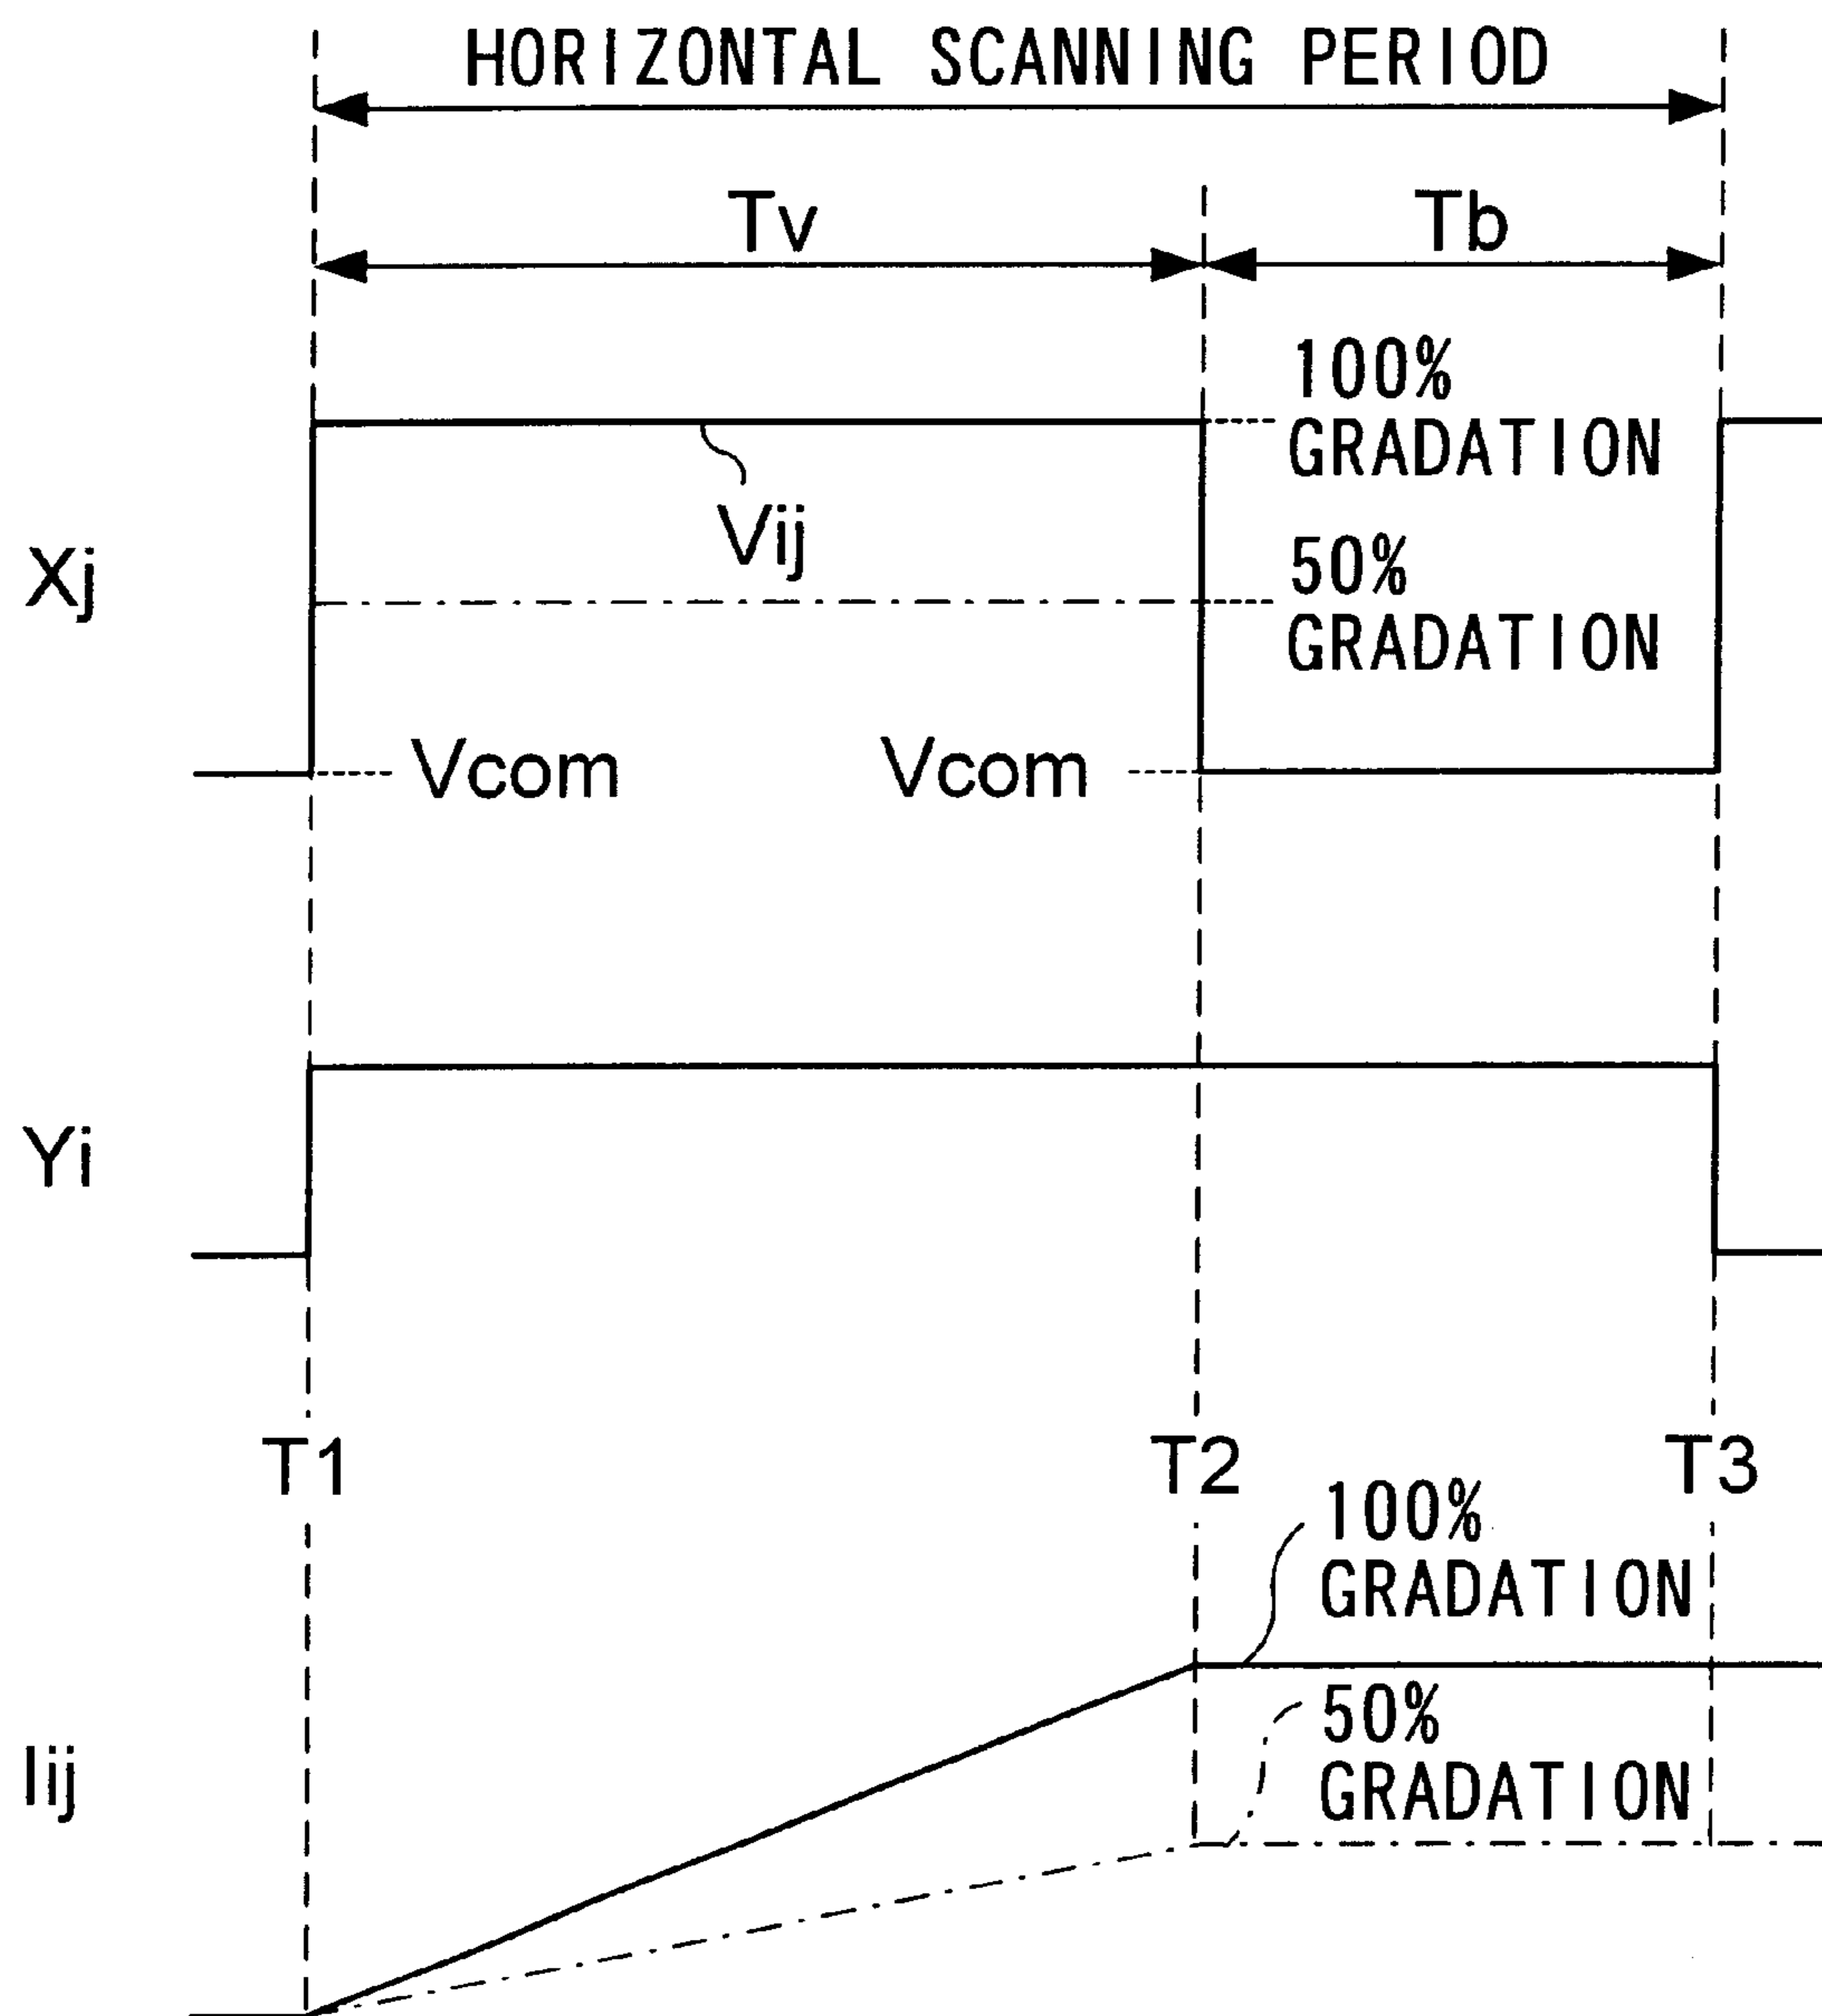 HORIZONTAL SCANNING PERIOD
Tv
Tb
100%
GRADATION
Vij
50%
GRADATION
Xj
Vcom
Vcom
Yi
T1
T2
T3
100%
GRADATION
50%
GRADATION
Iij